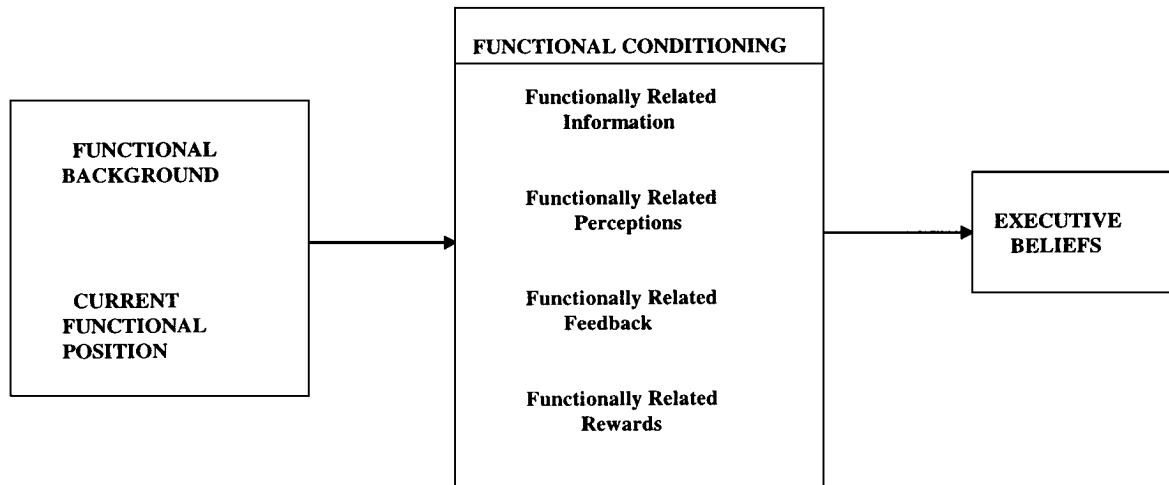 FUNCTIONAL
BACKGROUND
CURRENT
FUNCTIONAL
POSITION
FUNCTIONAL CONDITIONING
Functionally Related
Information
Functionally Related
Perceptions
Functionally Related
Feedback
Functionally Related
Rewards
EXECUTIVE
BELIEFS